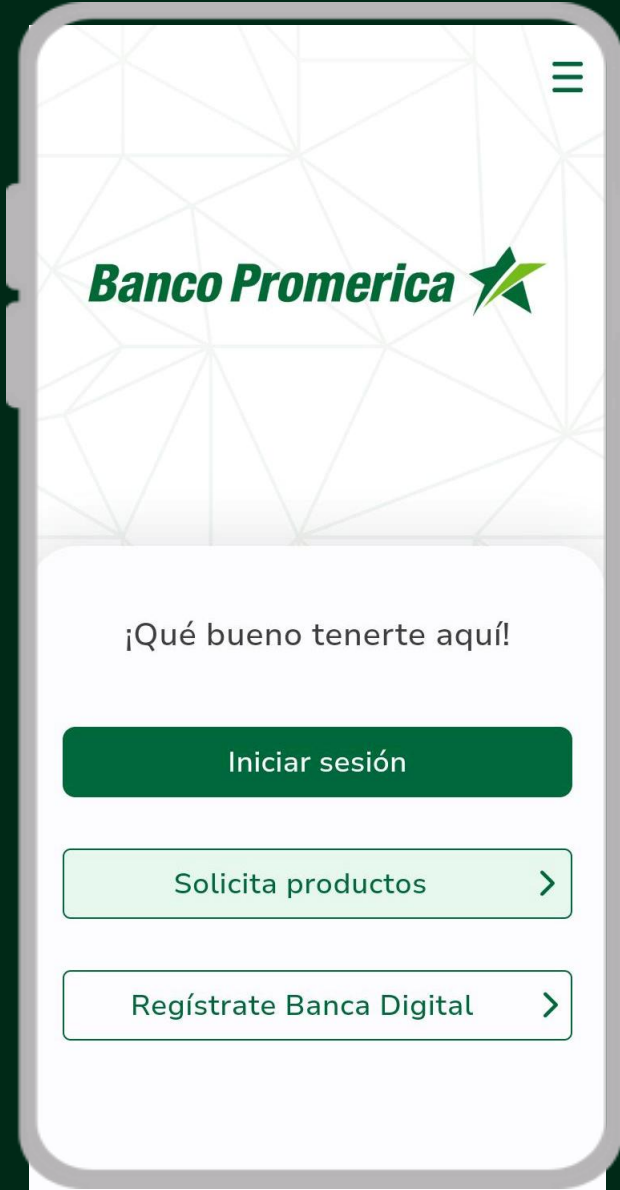 Banco Promerica
¡Qué bueno tenerte aquí!
Iniciar sesión
Solicita productos
Regístrate Banca Digital